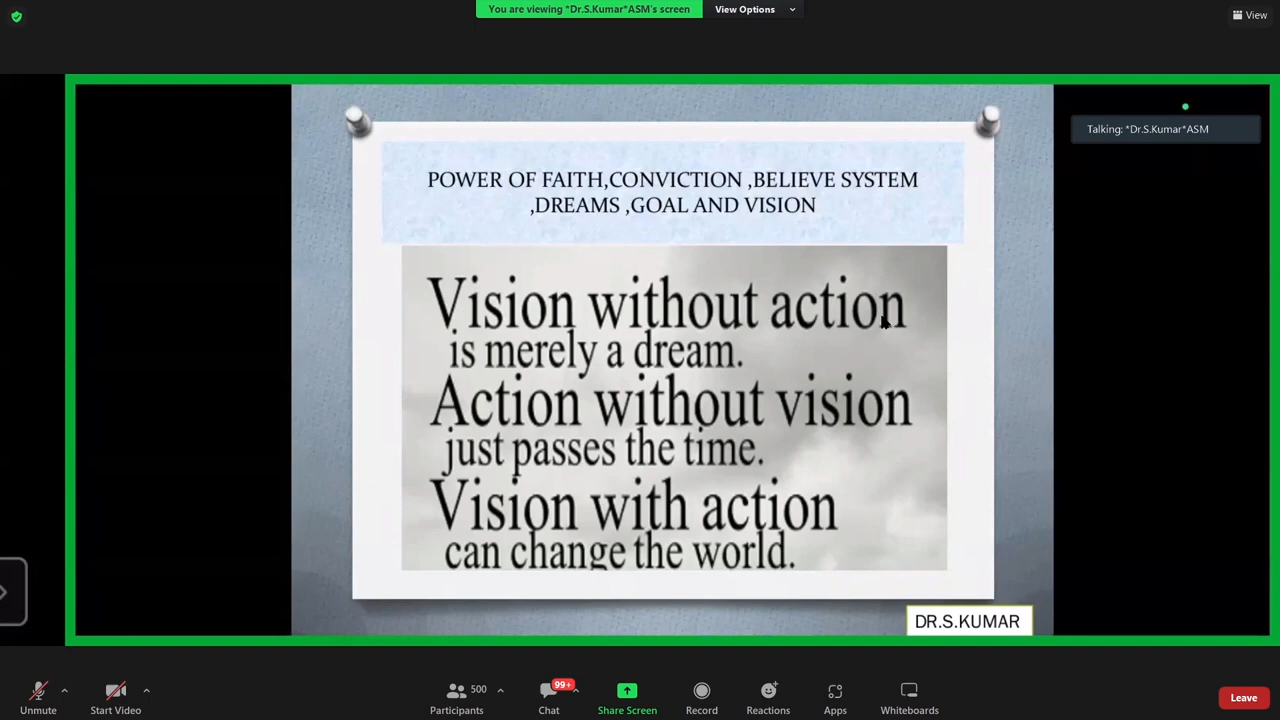 You are viewing *Dr.S.Kumar*ASM's screen
View Options
View
Talking: *Dr.S.Kumar*ASM
POWER OF FAITH,CONVICTION ,BELIEVE SYSTEM
,DREAMS ,GOAL AND VISION
Vision without action
is merely a dream.
Action without vision
just passes the time.
Vision with action
can change the world.
DR.S.KUMAR
Unmute
Start Video
500
Participants
99+
Chat
Share Screen
Record
Reactions
Apps
Whiteboards
Leave